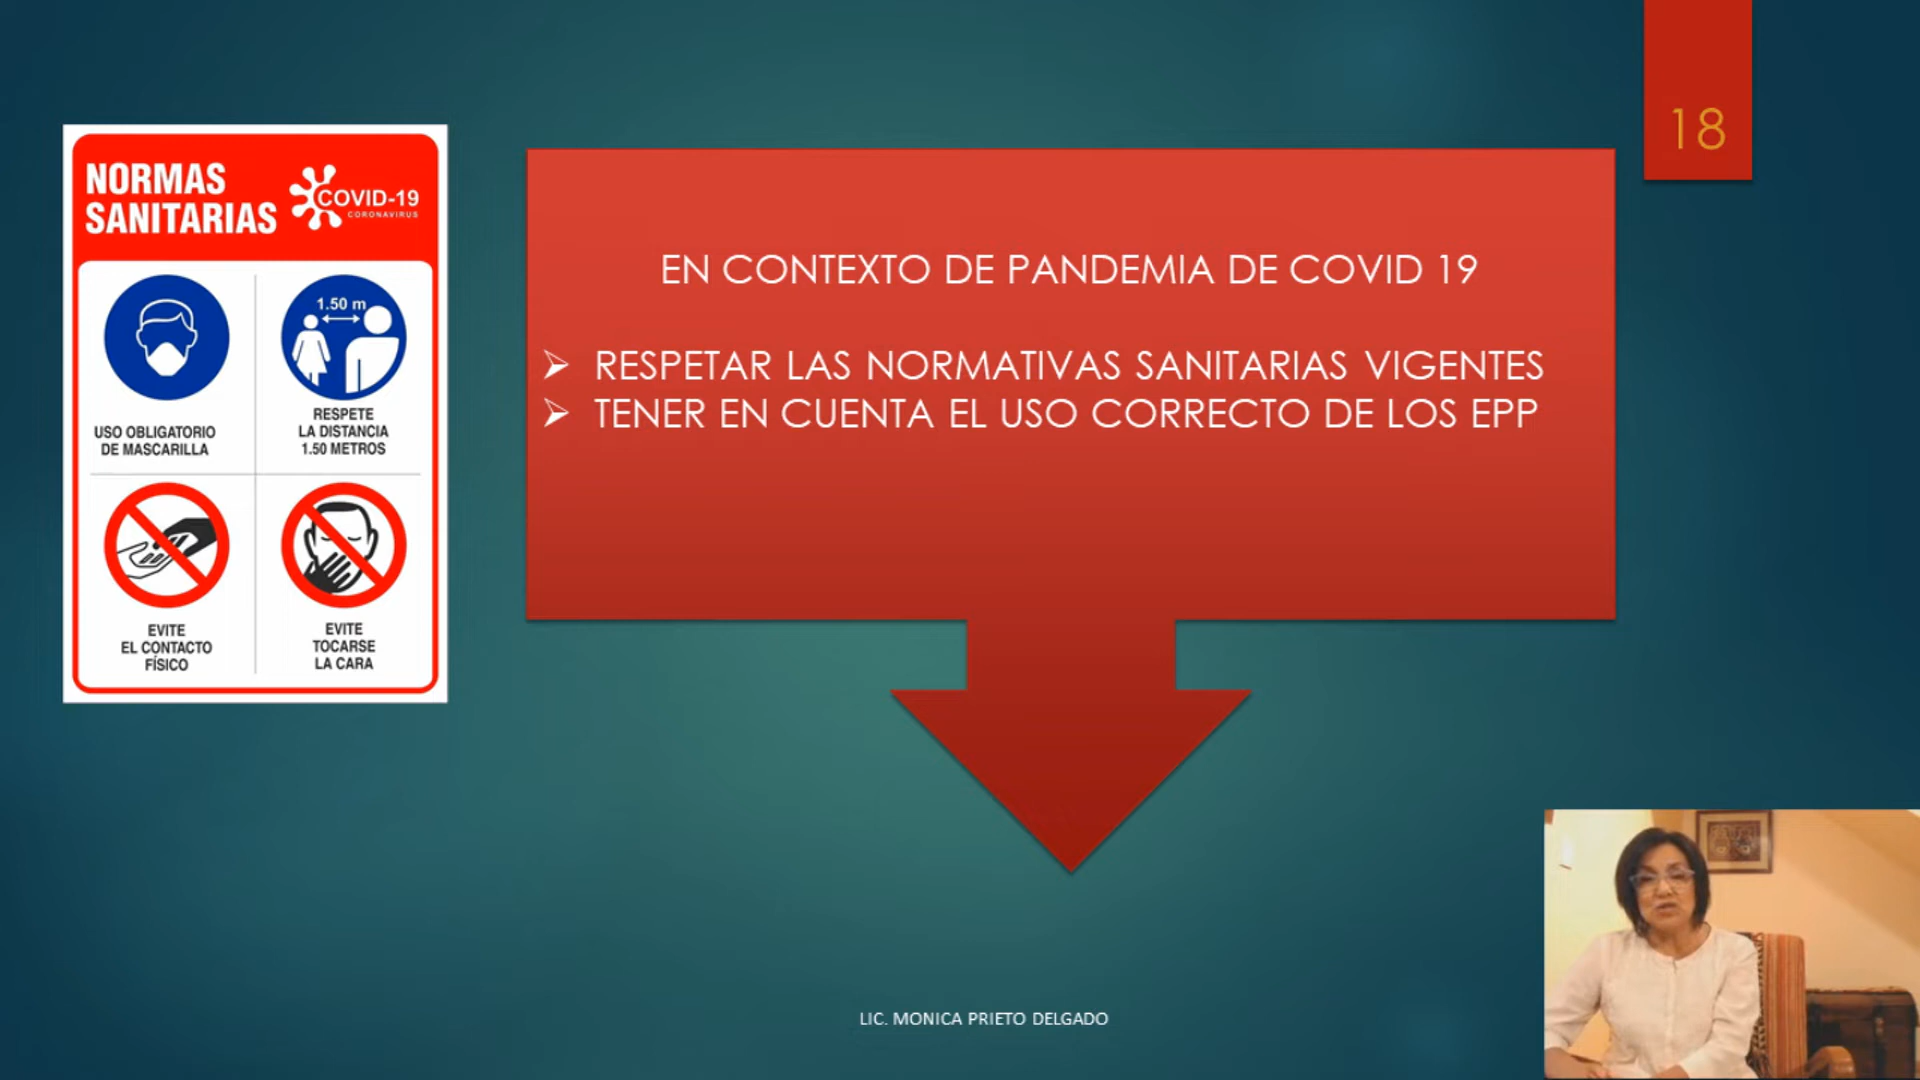 18
NORMAS
SANITARIAS
COVID-19
CORONAVIRUS
1.50 m
USO OBLIGATORIO
DE MASCARILLA
RESPETE
LA DISTANCIA
1.50 METROS
EVITE
EL CONTACTO
FÍSICO
EVITE
TOCARSE
LA CARA
EN CONTEXTO DE PANDEMIA DE COVID 19
RESPETAR LAS NORMATIVAS SANITARIAS VIGENTES
TENER EN CUENTA EL USO CORRECTO DE LOS EPP
LIC. MONICA PRIETO DELGADO